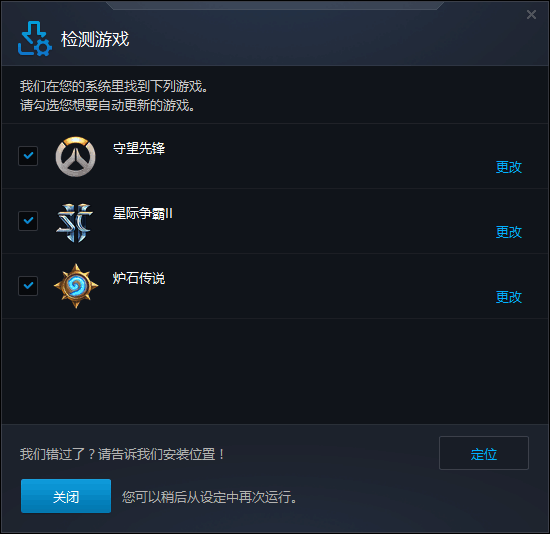 检测游戏
我们在您的系统里找到下列游戏。
请勾选您想要自动更新的游戏。
守望先锋
更改
星际争霸II
更改
炉石传说
更改
我们错过了？请告诉我们安装位置！
定位
关闭
您可以稍后从设定中再次运行。